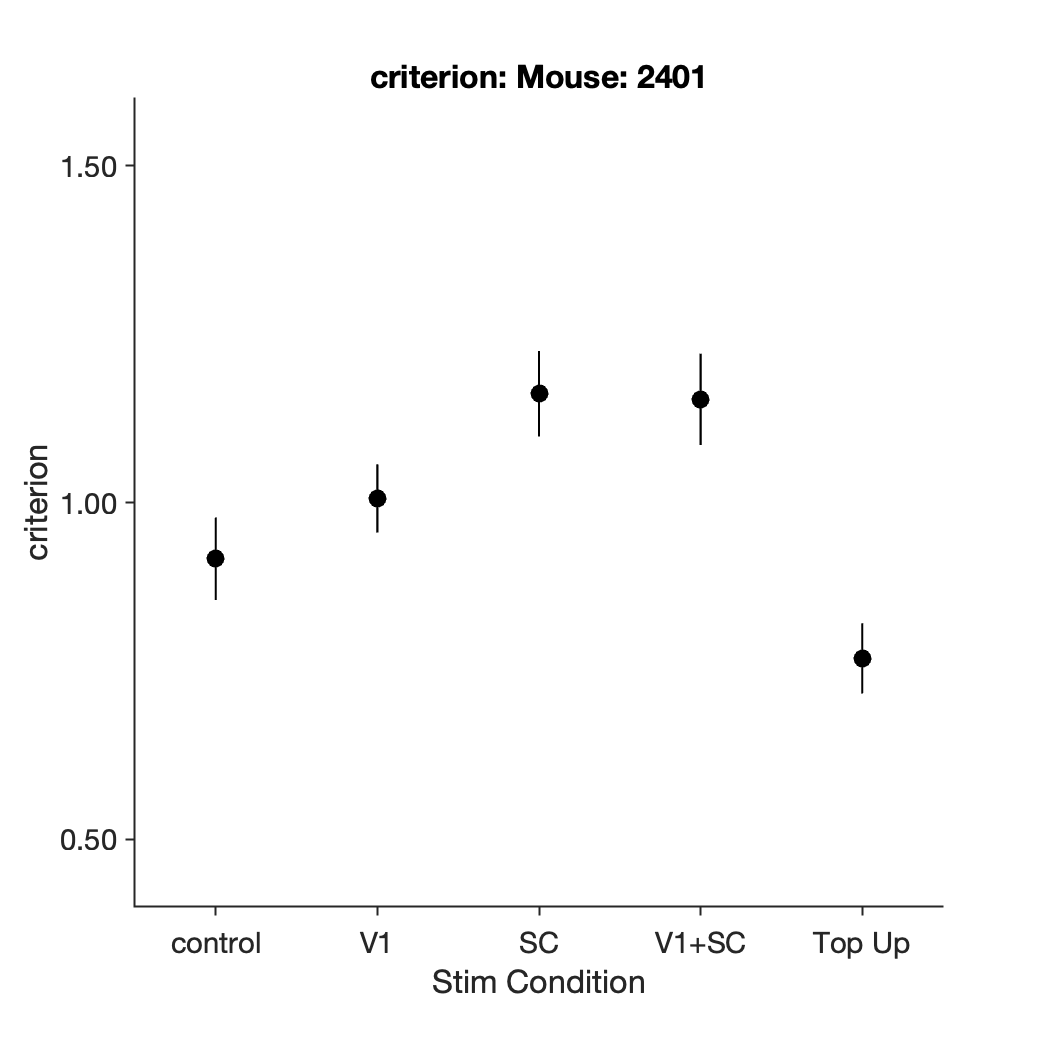 criterion: Mouse: 2401
criterion
1.50
1.00
0.50
control V1 SC V1+SC Top Up
Stim Condition